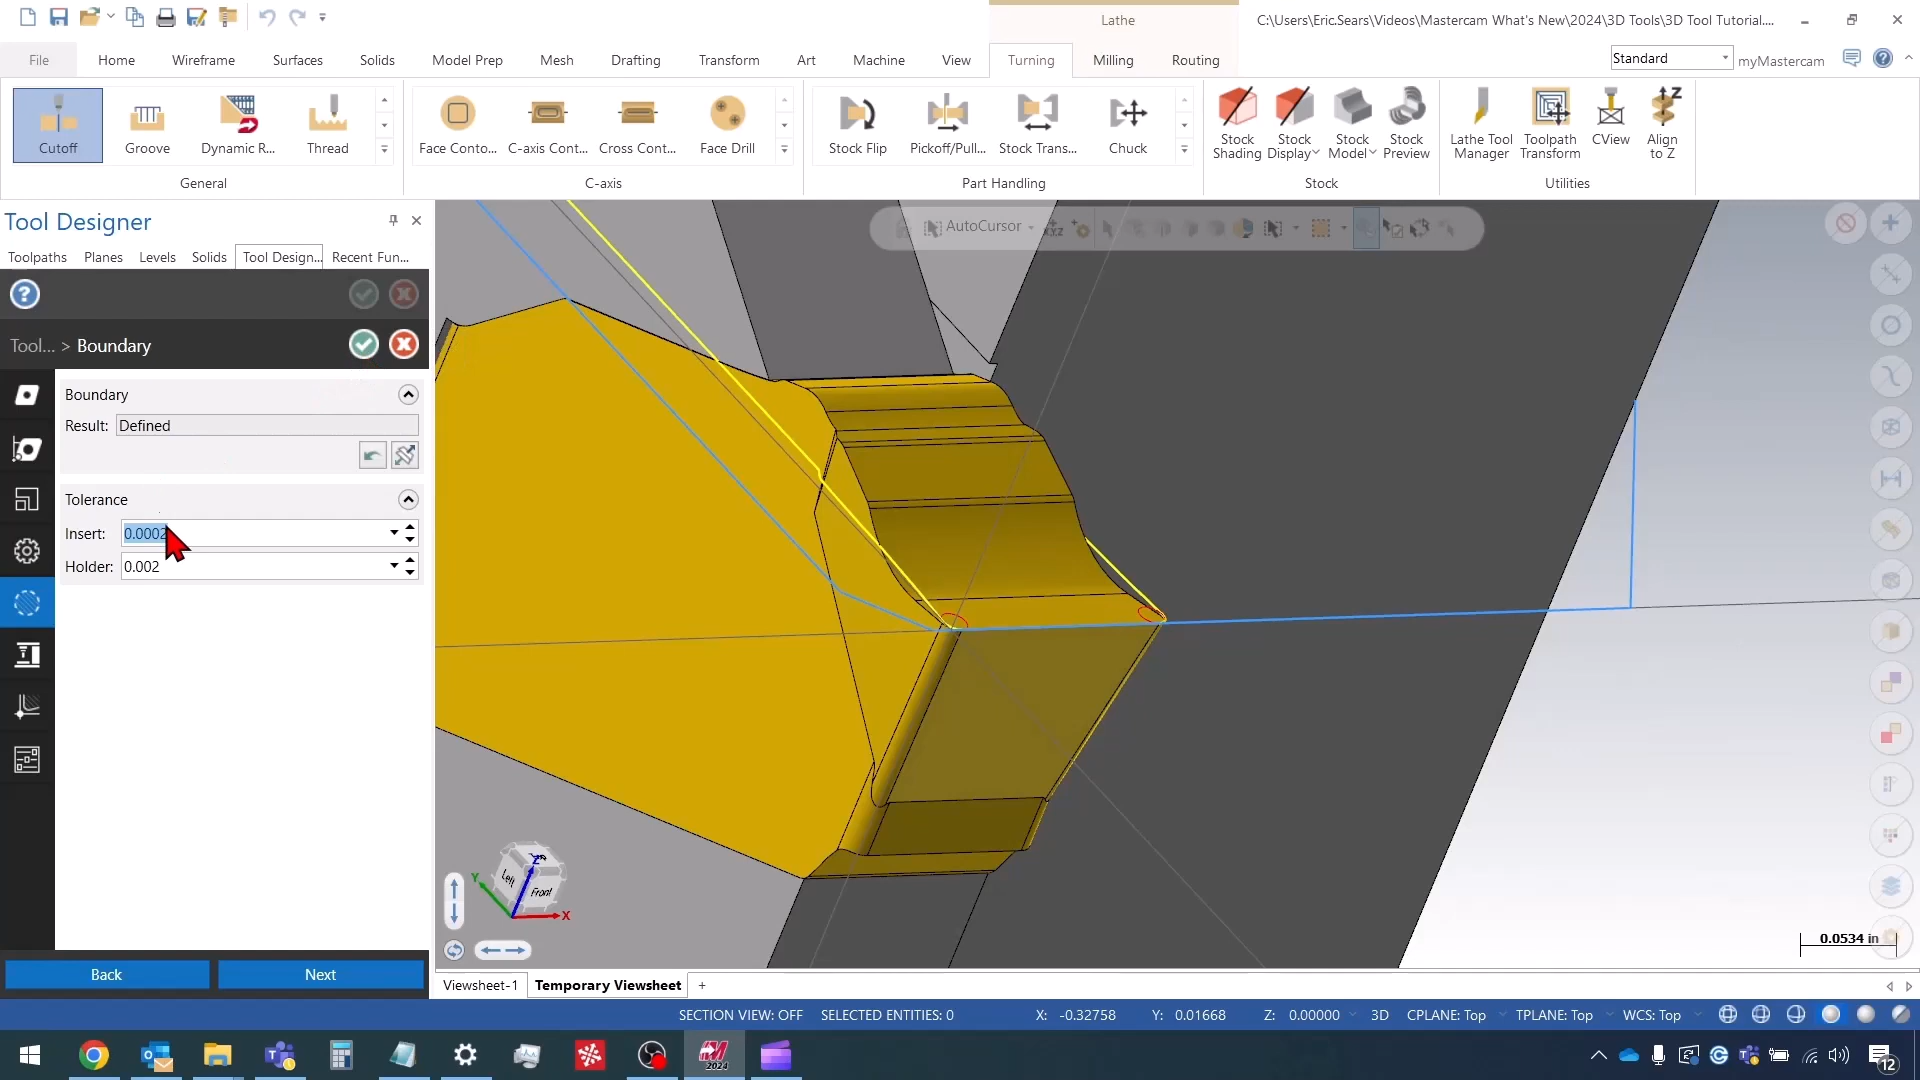 Lathe
C:\Users\Eric.Sears\Videos\Mastercam What's New\2024\3D Tools\3D Tool Tutorial....
File Home Wireframe Surfaces Solids Model Prep Mesh Drafting Transform Art Machine View Turning Milling Routing
Standard
myMastercam
Cutoff Groove Dynamic R... Thread
Face Conto... C-axis Cont... Cross Cont... Face Drill
Stock Flip Pickoff/Pull... Stock Trans... Chuck
Stock Shading Stock Display Stock Model Stock Preview
Lathe Tool Manager Toolpath Transform CView Align to Z
General C-axis Part Handling Stock Utilities
Tool Designer
Toolpaths Planes Levels Solids Tool Design... Recent Fun...
AutoCursor
XYZ
Tool... > Boundary
Boundary
Result: Defined
Tolerance
Insert: 0.0002
Holder: 0.002
Back Next
Left Front
X Y Z
0.0534 in
Viewsheet-1 Temporary Viewsheet +
SECTION VIEW: OFF SELECTED ENTITIES: 0 X: -0.32758 Y: 0.01668 Z: 0.00000 3D CPLANE: Top TPLANE: Top WCS: Top
2024
12